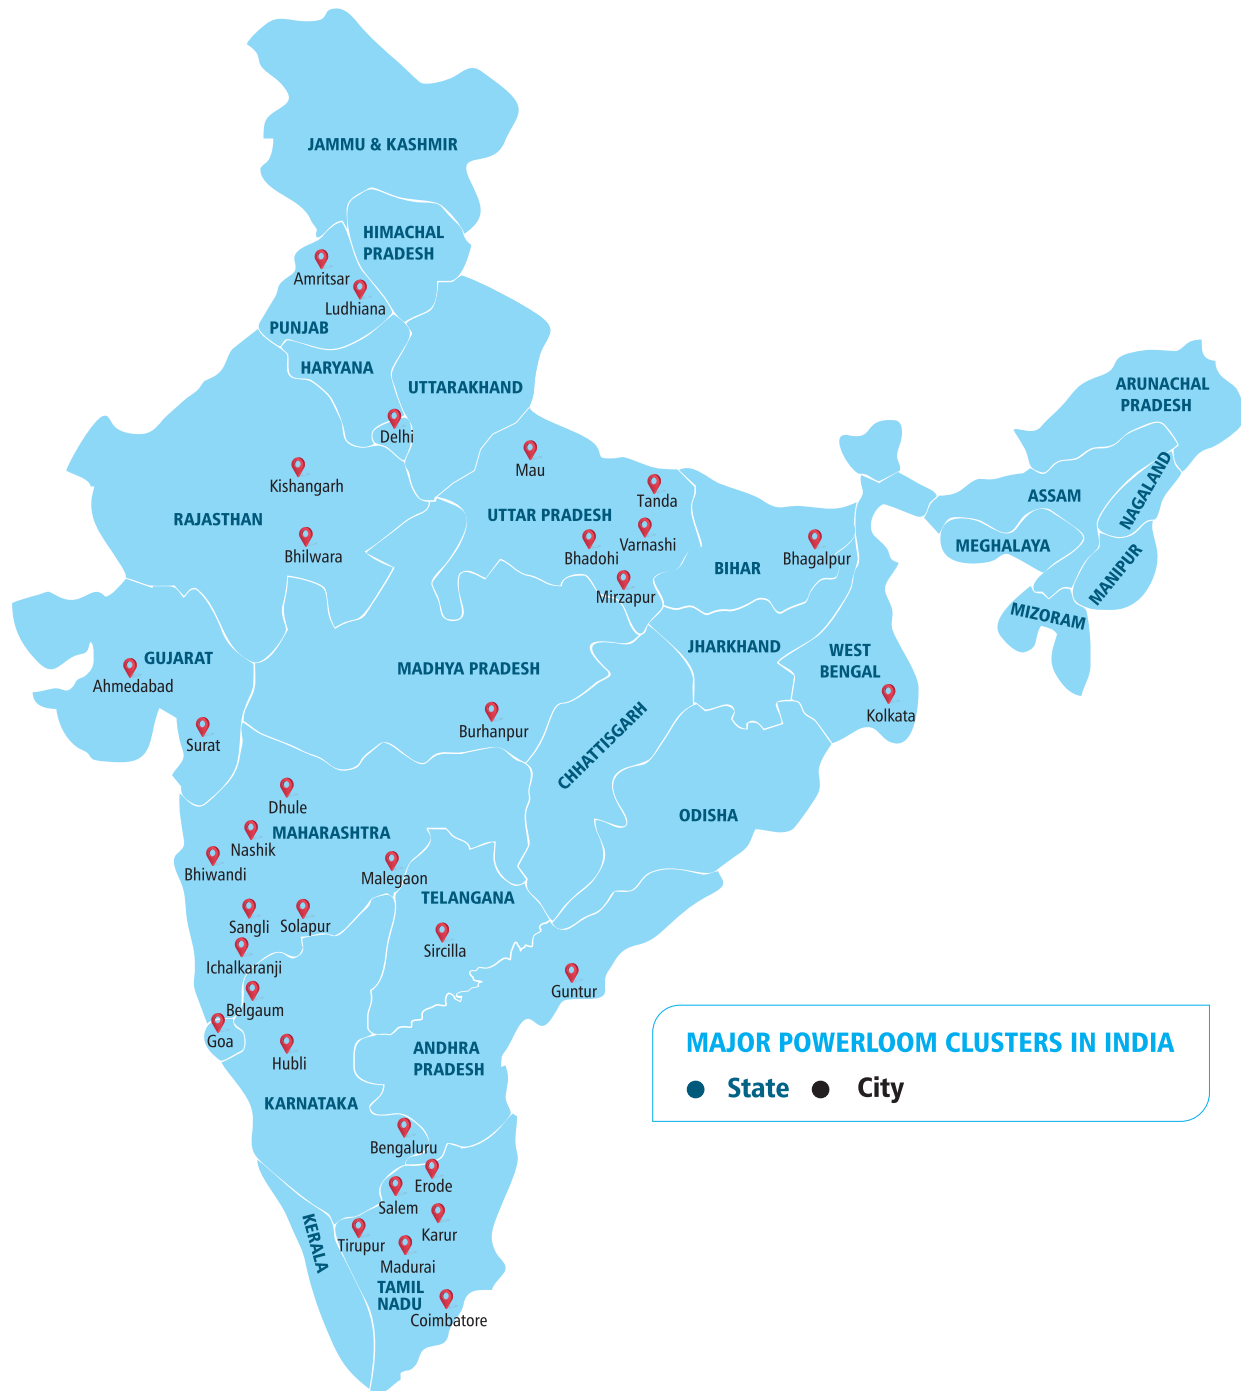 JAMMU & KASHMIR
HIMACHAL
PRADESH
Amritsar
Ludhiana
PUNJAB
HARYANA
UTTARAKHAND
ARUNACHAL
PRADESH
Delhi
Mau
Kishangarh
Tanda
NAGALAND
ASSAM
RAJASTHAN
UTTAR PRADESH
Varnashi
Bhilwara
Bhadohi
Bhagalpur
MEGHALAYA
BIHAR
MANIPUR
Mirzapur
MIZORAM
JHARKHAND
WEST
BENGAL
GUJARAT
MADHYA PRADESH
Ahmedabad
Kolkata
Burhanpur
Surat
CHHATTISGARH
Dhule
ODISHA
MAHARASHTRA
Nashik
Bhiwandi
Malegaon
TELANGANA
Sangli
Solapur
Sircilla
Ichalkaranji
Guntur
Belgaum
Goa
Hubli
ANDHRA
PRADESH
MAJOR POWERLOOM CLUSTERS IN INDIA
State City
KARNATAKA
Bengaluru
Erode
Salem
Karur
KERALA
Tirupur
Madurai
TAMIL
NADU
Coimbatore